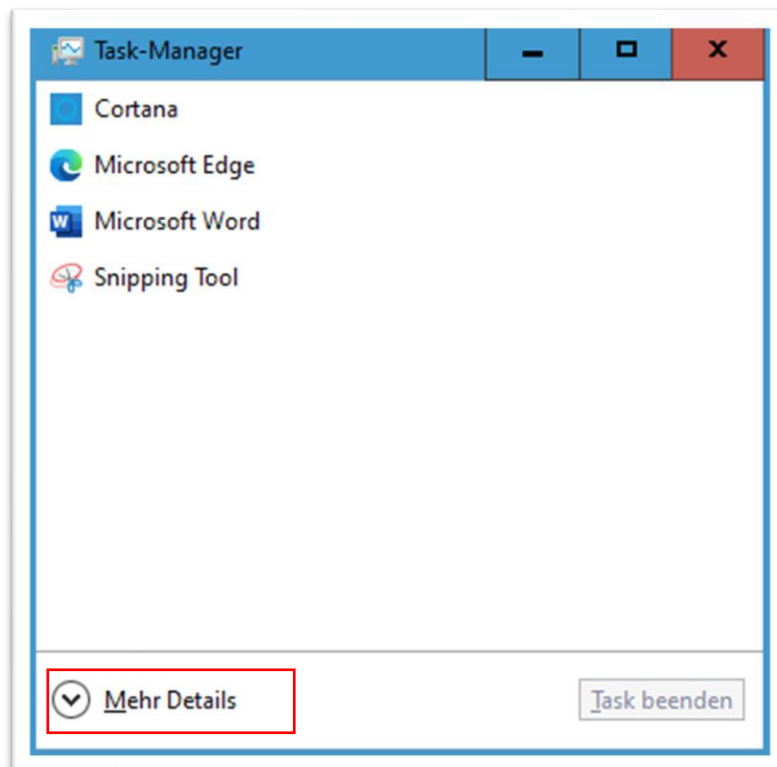 Task-Manager
Cortana
Microsoft Edge
Microsoft Word
Snipping Tool
Mehr Details
Task beenden